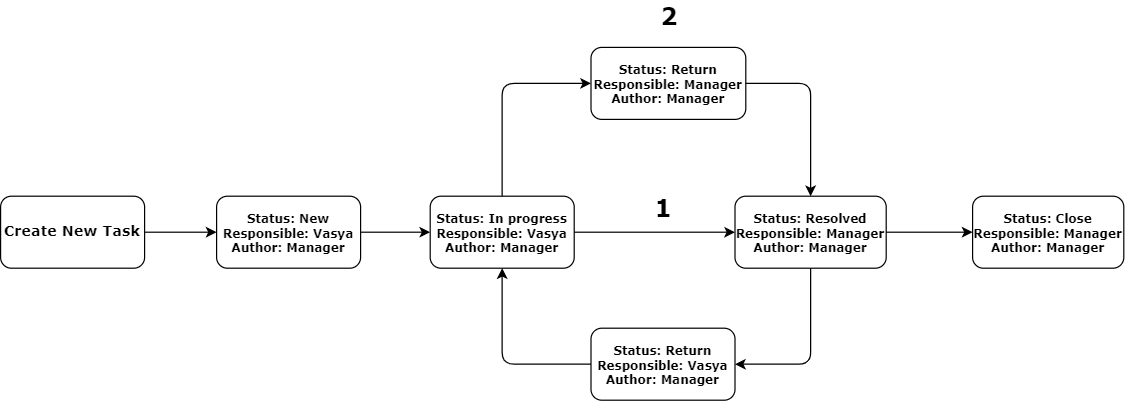 2
Status: Return
Responsible: Manager
Author: Manager
Create New Task
Status: New
Responsible: Vasya
Author: Manager
Status: In progress
Responsible: Vasya
Author: Manager
1
Status: Resolved
Responsible: Manager
Author: Manager
Status: Close
Responsible: Manager
Author: Manager
Status: Return
Responsible: Vasya
Author: Manager